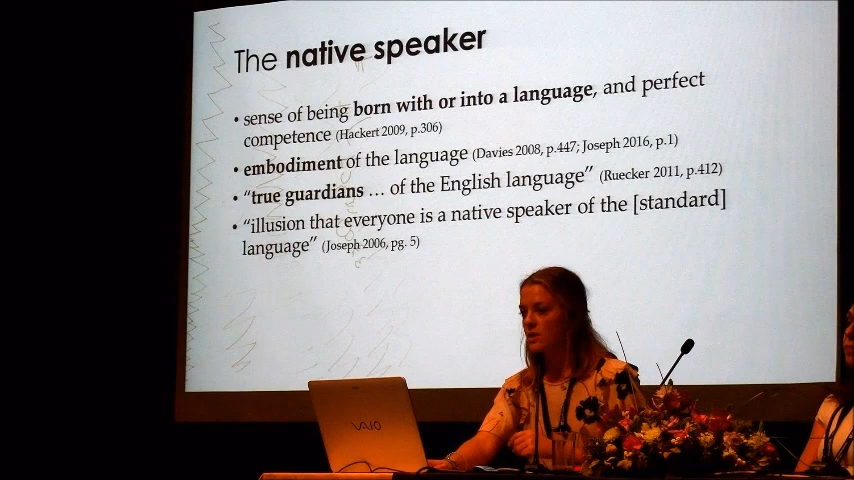 The native speaker
• sense of being born with or into a language, and perfect
competence (Hackert 2009, p.306)
• embodiment of the language (Davies 2008, p.447; Joseph 2016, p.1)
• “true guardians … of the English language” (Ruecker 2011, p.412)
• “illusion that everyone is a native speaker of the [standard]
language” (Joseph 2006, pg. 5)
VAIO